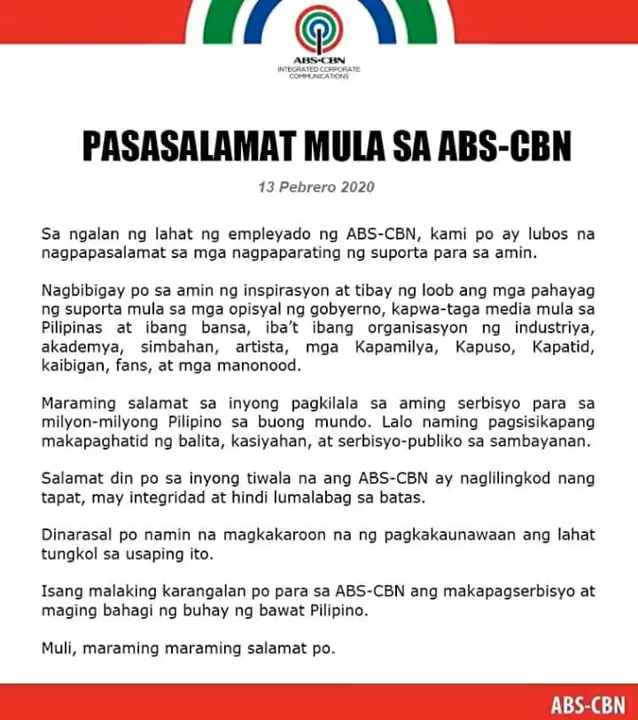 ABS-CBN
INTEGRATED CORPORATE
COMMUNICATIONS
PASASALAMAT MULA SA ABS-CBN
13 Pebrero 2020
Sa ngalan ng lahat ng empleyado ng ABS-CBN, kami po ay lubos na
nagpapasalamat sa mga nagpaparating ng suporta para sa amin.
Nagbibigay po sa amin ng inspirasyon at tibay ng loob ang mga pahayag
ng suporta mula sa mga opisyal ng gobyerno, kapwa-taga media mula sa
Pilipinas at ibang bansa, iba't ibang organisasyon ng industriya,
akademya, simbahan, artista, mga Kapamilya, Kapuso, Kapatid,
kaibigan, fans, at mga manonood.
Maraming salamat sa inyong pagkilala sa aming serbisyo para sa
milyon-milyong Pilipino sa buong mundo. Lalo naming pagsisikapang
makapaghatid ng balita, kasiyahan, at serbisyo-publiko sa sambayanan.
Salamat din po sa inyong tiwala na ang ABS-CBN ay naglilingkod nang
tapat, may integridad at hindi lumalabag sa batas.
Dinarasal po namin na magkakaroon na ng pagkakaunawaan ang lahat
tungkol sa usaping ito.
Isang malaking karangalan po para sa ABS-CBN ang makapagserbisyo at
maging bahagi ng buhay ng bawat Pilipino.
Muli, maraming maraming salamat po.
ABS-CBN